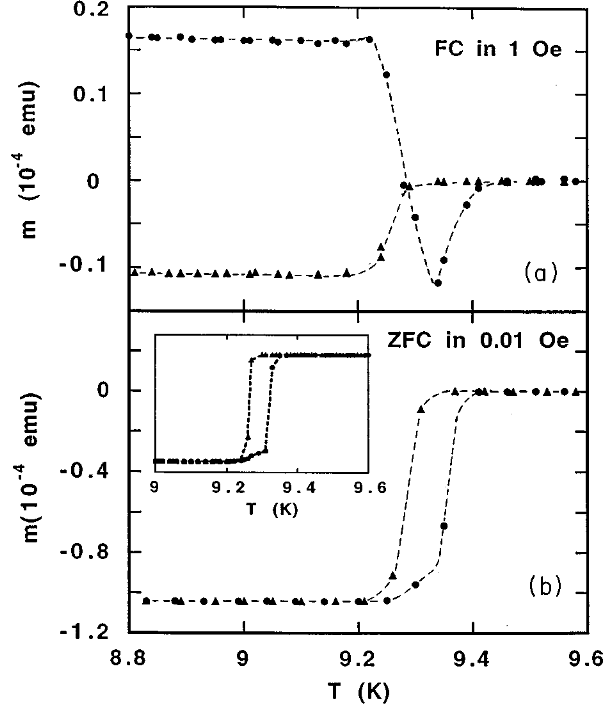 0.2
FC in 1 Oe
0.1
0
-0.1
m (10⁻⁴ emu)
(a)
ZFC in 0.01 Oe
0
-0.4
-0.8
-1.2
m(10⁻⁴ emu)
9 9.2 9.4 9.6
T (K)
(b)
8.8 9 9.2 9.4 9.6
T (K)